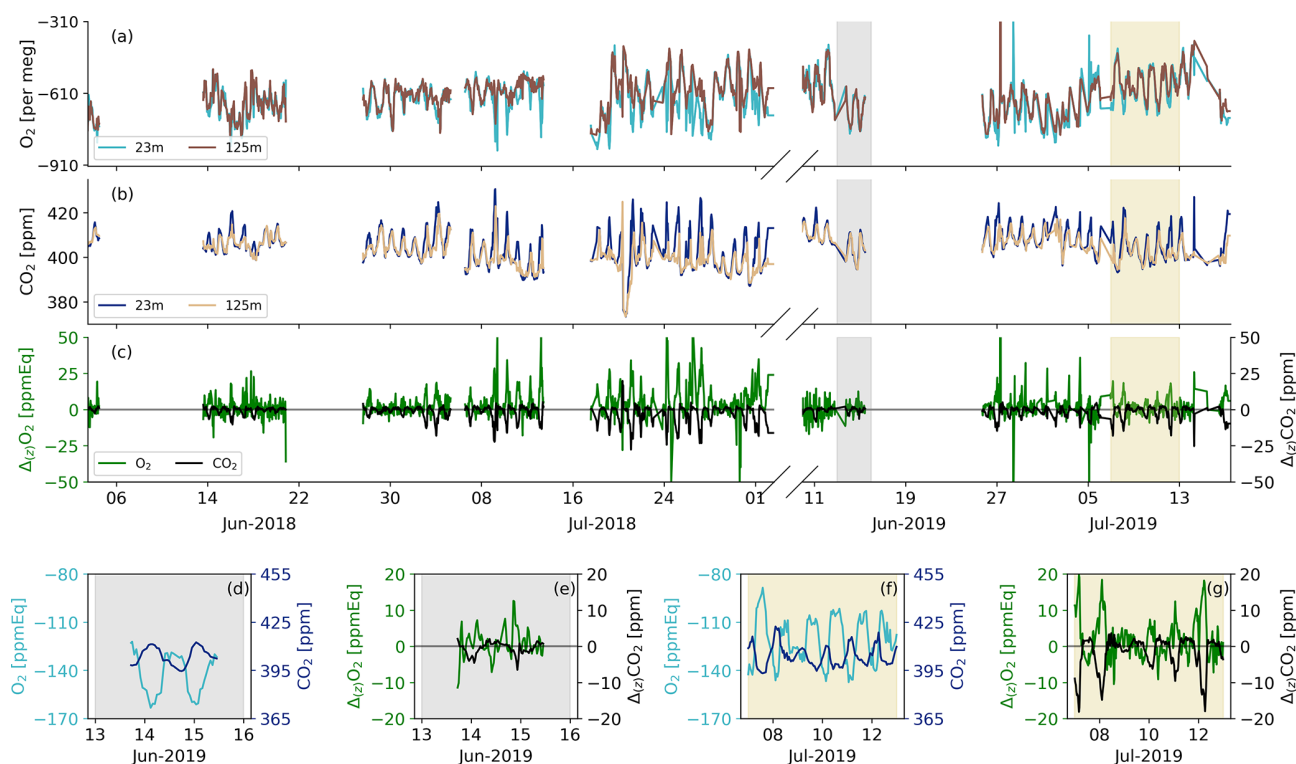 (a)
O₂ [per meg]
−310
−610
−910
23m 125m
(b)
CO₂ [ppm]
420
400
380
23m 125m
(c)
Δ₍z₎O₂ [ppmEq]
50
25
0
−25
−50
O₂ CO₂
50
25
0
−25
−50
Δ₍z₎CO₂ [ppm]
06 14 22 30 08 16 24 01 11 19 27 05 13
Jun-2018 Jul-2018 Jun-2019 Jul-2019
(d)
O₂ [ppmEq]
−80
−110
−140
−170
455
425
395
365
CO₂ [ppm]
13 14 15 16
Jun-2019
(e)
Δ₍z₎O₂ [ppmEq]
20
10
0
−10
−20
20
10
0
−10
−20
Δ₍z₎CO₂ [ppm]
13 14 15 16
Jun-2019
(f)
O₂ [ppmEq]
−80
−110
−140
−170
455
425
395
365
CO₂ [ppm]
08 10 12
Jul-2019
(g)
Δ₍z₎O₂ [ppmEq]
20
10
0
−10
−20
20
10
0
−10
−20
Δ₍z₎CO₂ [ppm]
08 10 12
Jul-2019